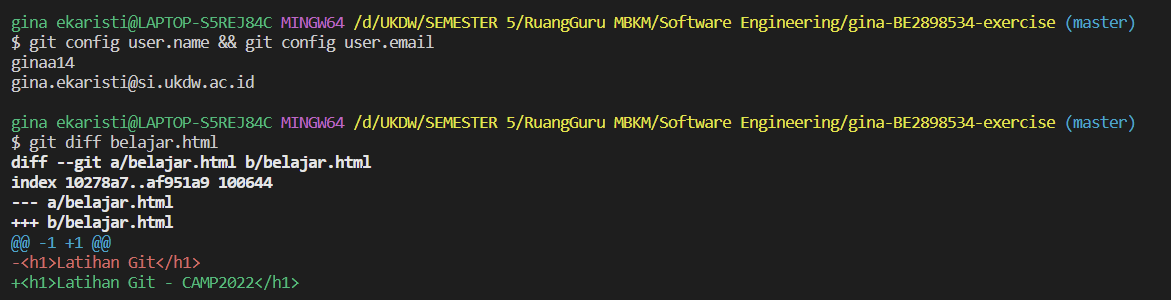 gina ekaristi@LAPTOP-S5REJ84C MINGW64 /d/UKDW/SEMESTER 5/RuangGuru MBKM/Software Engineering/gina-BE2898534-exercise (master)
$ git config user.name && git config user.email
ginaa14
gina.ekaristi@si.ukdw.ac.id
gina ekaristi@LAPTOP-S5REJ84C MINGW64 /d/UKDW/SEMESTER 5/RuangGuru MBKM/Software Engineering/gina-BE2898534-exercise (master)
$ git diff belajar.html
diff --git a/belajar.html b/belajar.html
index 10278a7..af951a9 100644
--- a/belajar.html
+++ b/belajar.html
@@ -1 +1 @@
-<h1>Latihan Git</h1>
+<h1>Latihan Git - CAMP2022</h1>